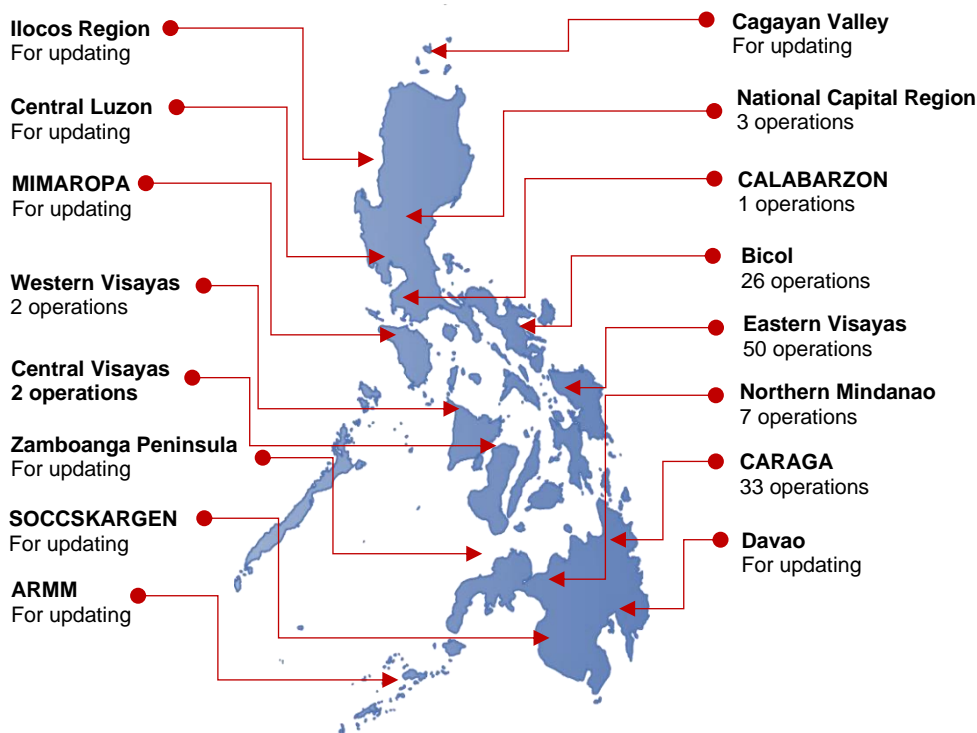 Ilocos Region
For updating
Central Luzon
For updating
MIMAROPA
For updating
Western Visayas
2 operations
Central Visayas
2 operations
Zamboanga Peninsula
For updating
SOCCSKARGEN
For updating
ARMM
For updating
Cagayan Valley
For updating
National Capital Region
3 operations
CALABARZON
1 operations
Bicol
26 operations
Eastern Visayas
50 operations
Northern Mindanao
7 operations
CARAGA
33 operations
Davao
For updating